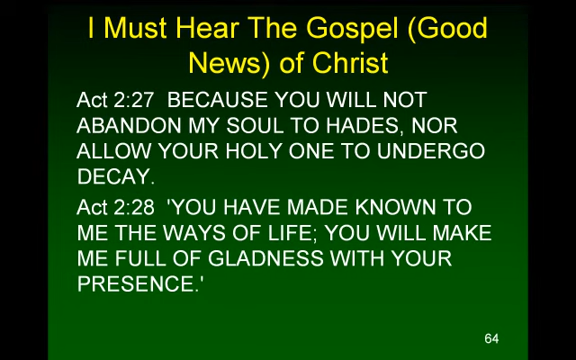 I Must Hear The Gospel (Good
News) of Christ
Act 2:27  BECAUSE YOU WILL NOT
ABANDON MY SOUL TO HADES, NOR
ALLOW YOUR HOLY ONE TO UNDERGO
DECAY.
Act 2:28  'YOU HAVE MADE KNOWN TO
ME THE WAYS OF LIFE; YOU WILL MAKE
ME FULL OF GLADNESS WITH YOUR
PRESENCE.'
64